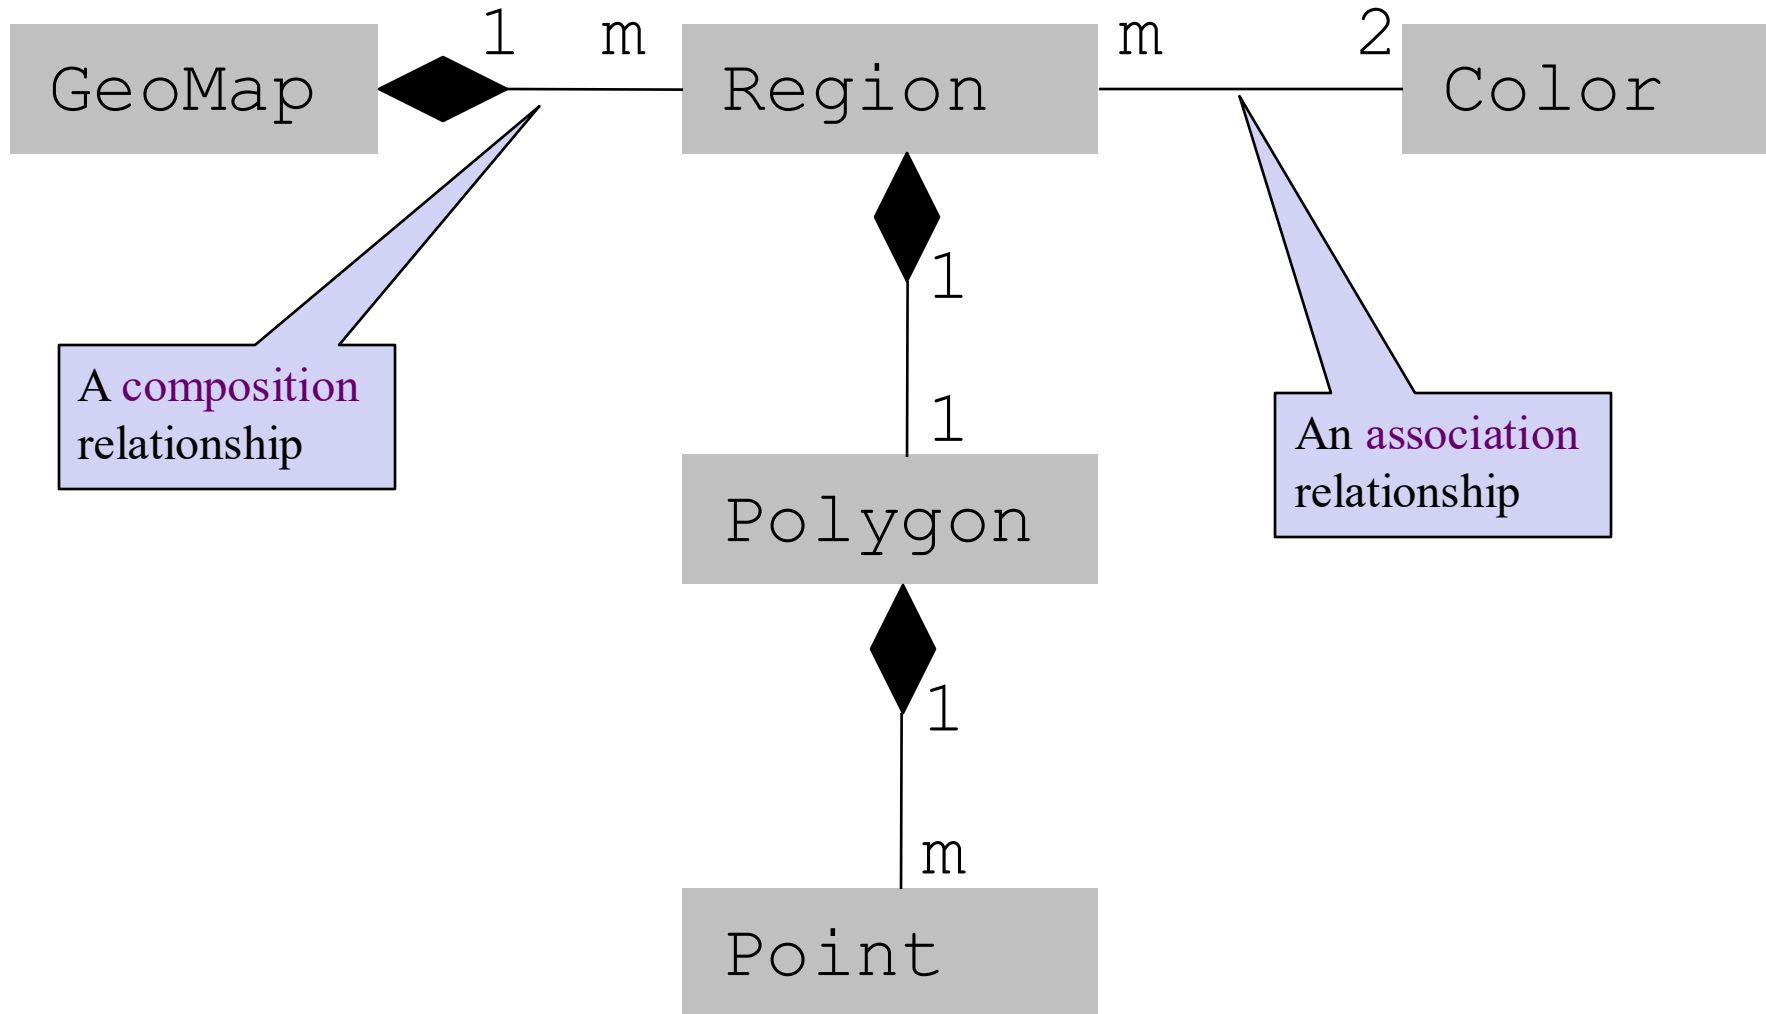 1 m m 2
GeoMap Region Color
1
A composition
relationship
1
An association
relationship
Polygon
1
m
Point